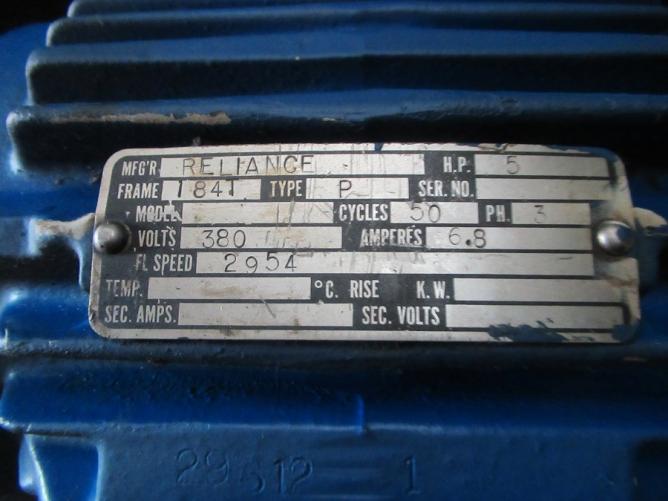 MFG'R RELIANCE H.P. 5
FRAME 184T TYPE P SER. NO.
MODEL CYCLES 50 PH. 3
VOLTS 380 AMPERES 6.8
FL SPEED 2954
TEMP. °C. RISE K.W.
SEC. AMPS. SEC. VOLTS
29512 - 1